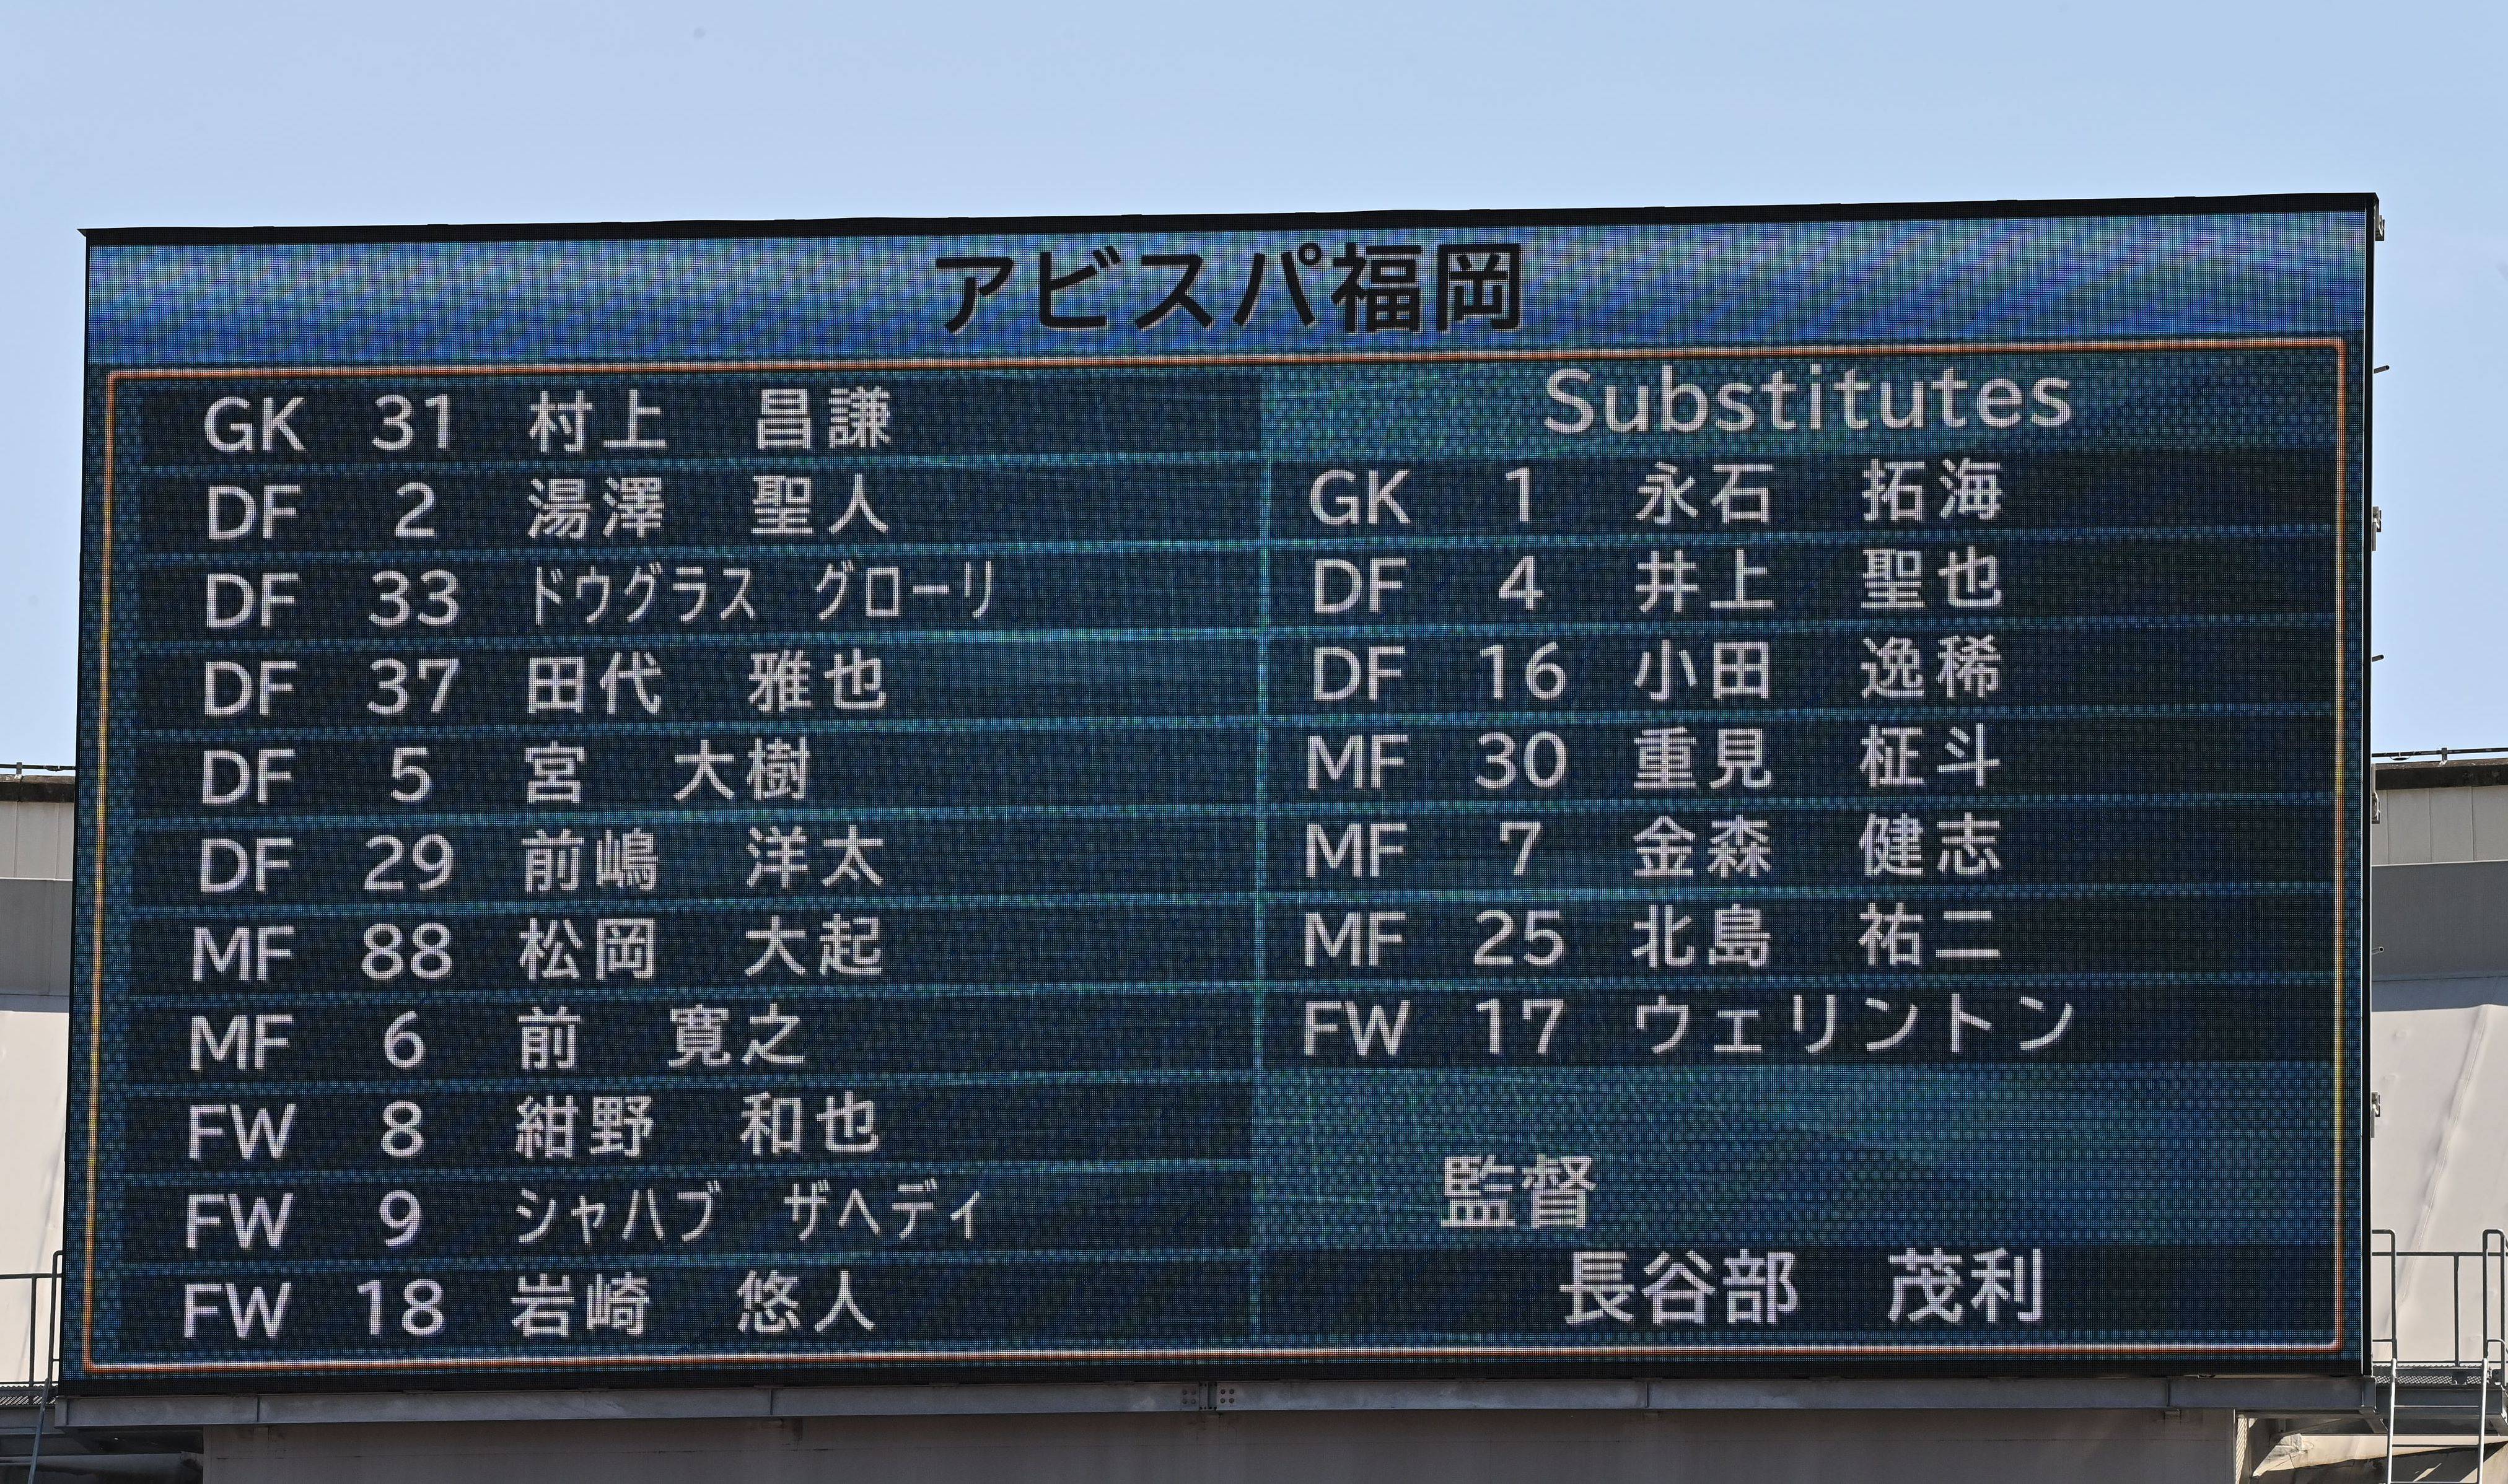 アビスパ福岡
GK 31 村上 昌謙
DF 2 湯澤 聖人
DF 33 ドウグラス グローリ
DF 37 田代 雅也
DF 5 宮 大樹
DF 29 前嶋 洋太
MF 88 松岡 大起
MF 6 前 寛之
FW 8 紺野 和也
FW 9 シャハブ ザヘディ
FW 18 岩崎 悠人
Substitutes
GK 1 永石 拓海
DF 4 井上 聖也
DF 16 小田 逸稀
MF 30 重見 柾斗
MF 7 金森 健志
MF 25 北島 祐二
FW 17 ウェリントン
監督
長谷部 茂利